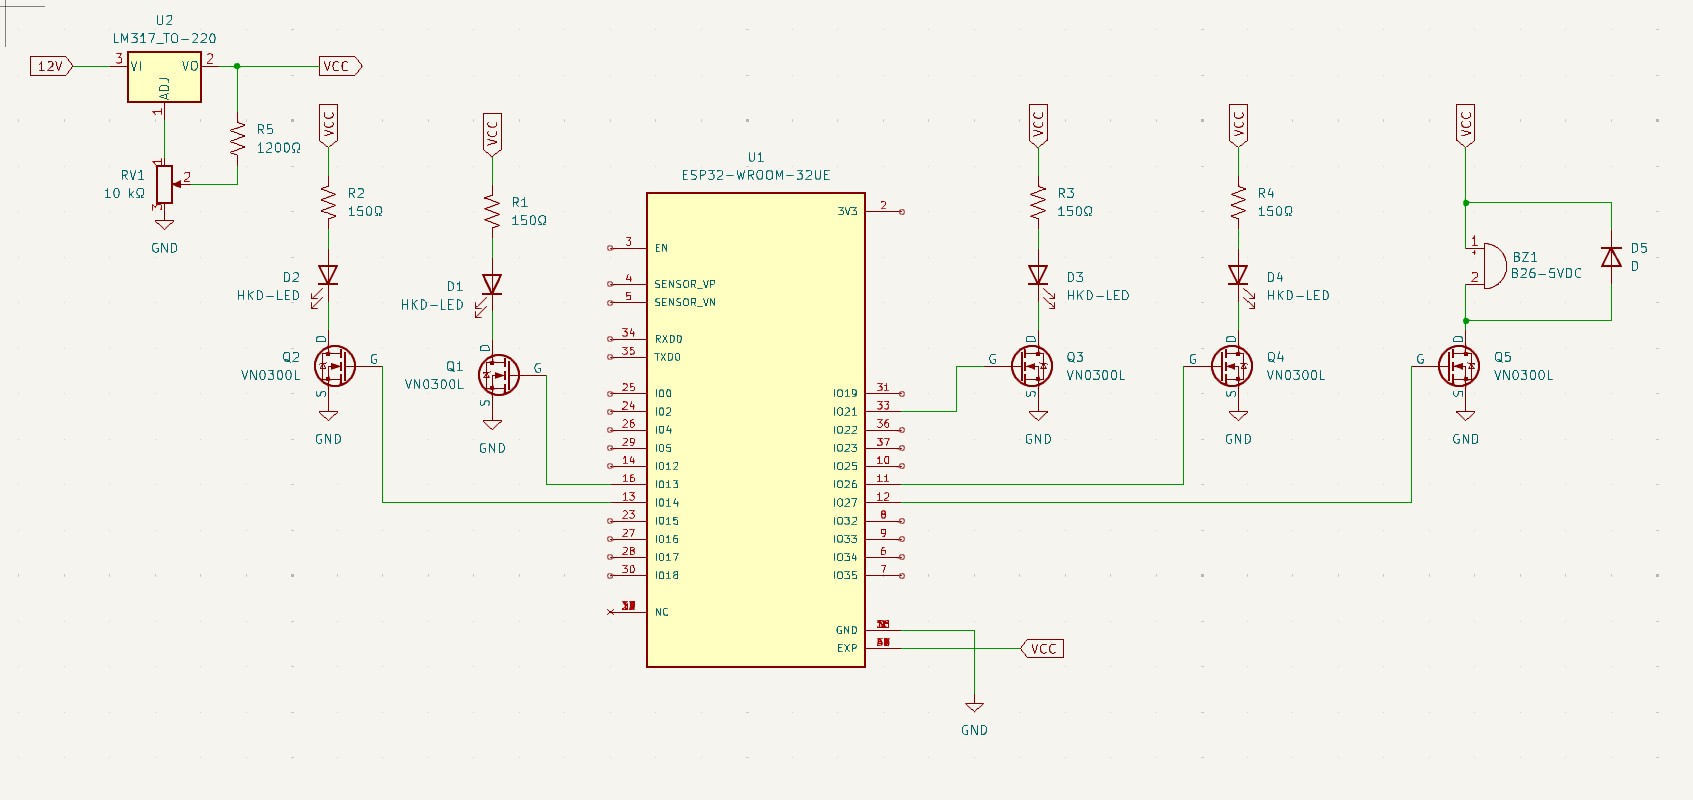 U2
LM317_TO-220
12V
3
VI
VO
2
VCC
ADJ
1
R5
1200Ω
RV1
10 kΩ
1
2
3
GND
VCC
R2
150Ω
D2
HKD-LED
D
Q2
VN0300L
G
S
GND
VCC
R1
150Ω
D1
HKD-LED
D
Q1
VN0300L
G
S
GND
U1
ESP32-WROOM-32UE
3V3
2
3
EN
4
SENSOR_VP
5
SENSOR_VN
34
RXD0
35
TXD0
25
IO0
24
IO2
26
IO4
29
IO5
14
IO12
16
IO13
13
IO14
23
IO15
27
IO16
28
IO17
30
IO18
NC
IO19
31
IO21
33
IO22
36
IO23
37
IO25
10
IO26
11
IO27
12
IO32
8
IO33
9
IO34
6
IO35
7
GND
EXP
VCC
GND
VCC
R3
150Ω
D3
HKD-LED
D
G
Q3
VN0300L
S
GND
VCC
R4
150Ω
D4
HKD-LED
D
G
Q4
VN0300L
S
GND
VCC
1
+
2
BZ1
B26-5VDC
D5
D
D
G
Q5
VN0300L
S
GND